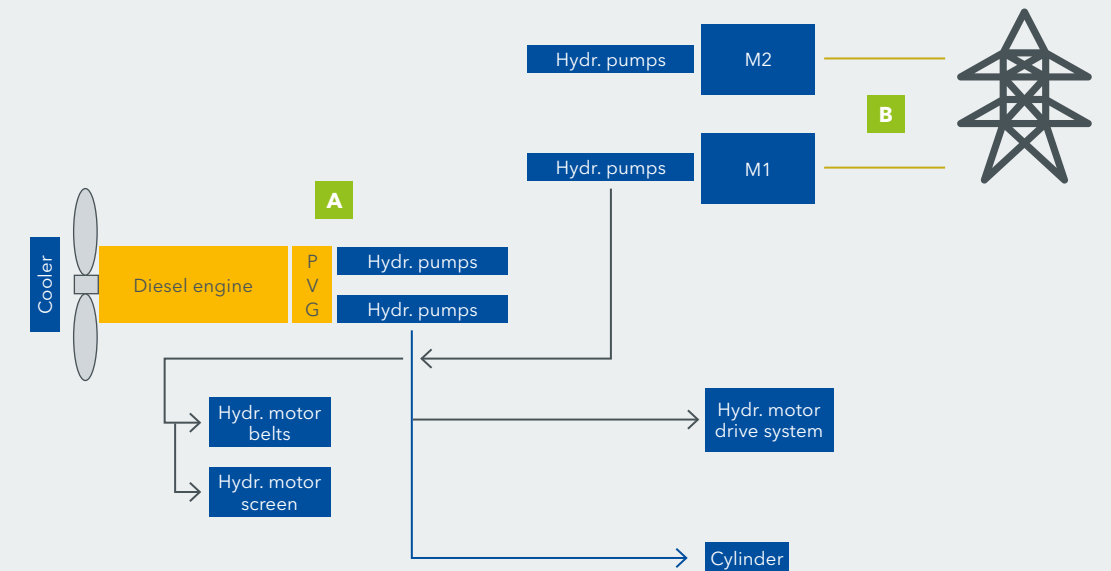 Hydr. pumps
M2
B
Hydr. pumps
M1
A
Cooler
Diesel engine
P
V
G
Hydr. pumps
Hydr. pumps
Hydr. motor
belts
Hydr. motor
drive system
Hydr. motor
screen
Cylinder